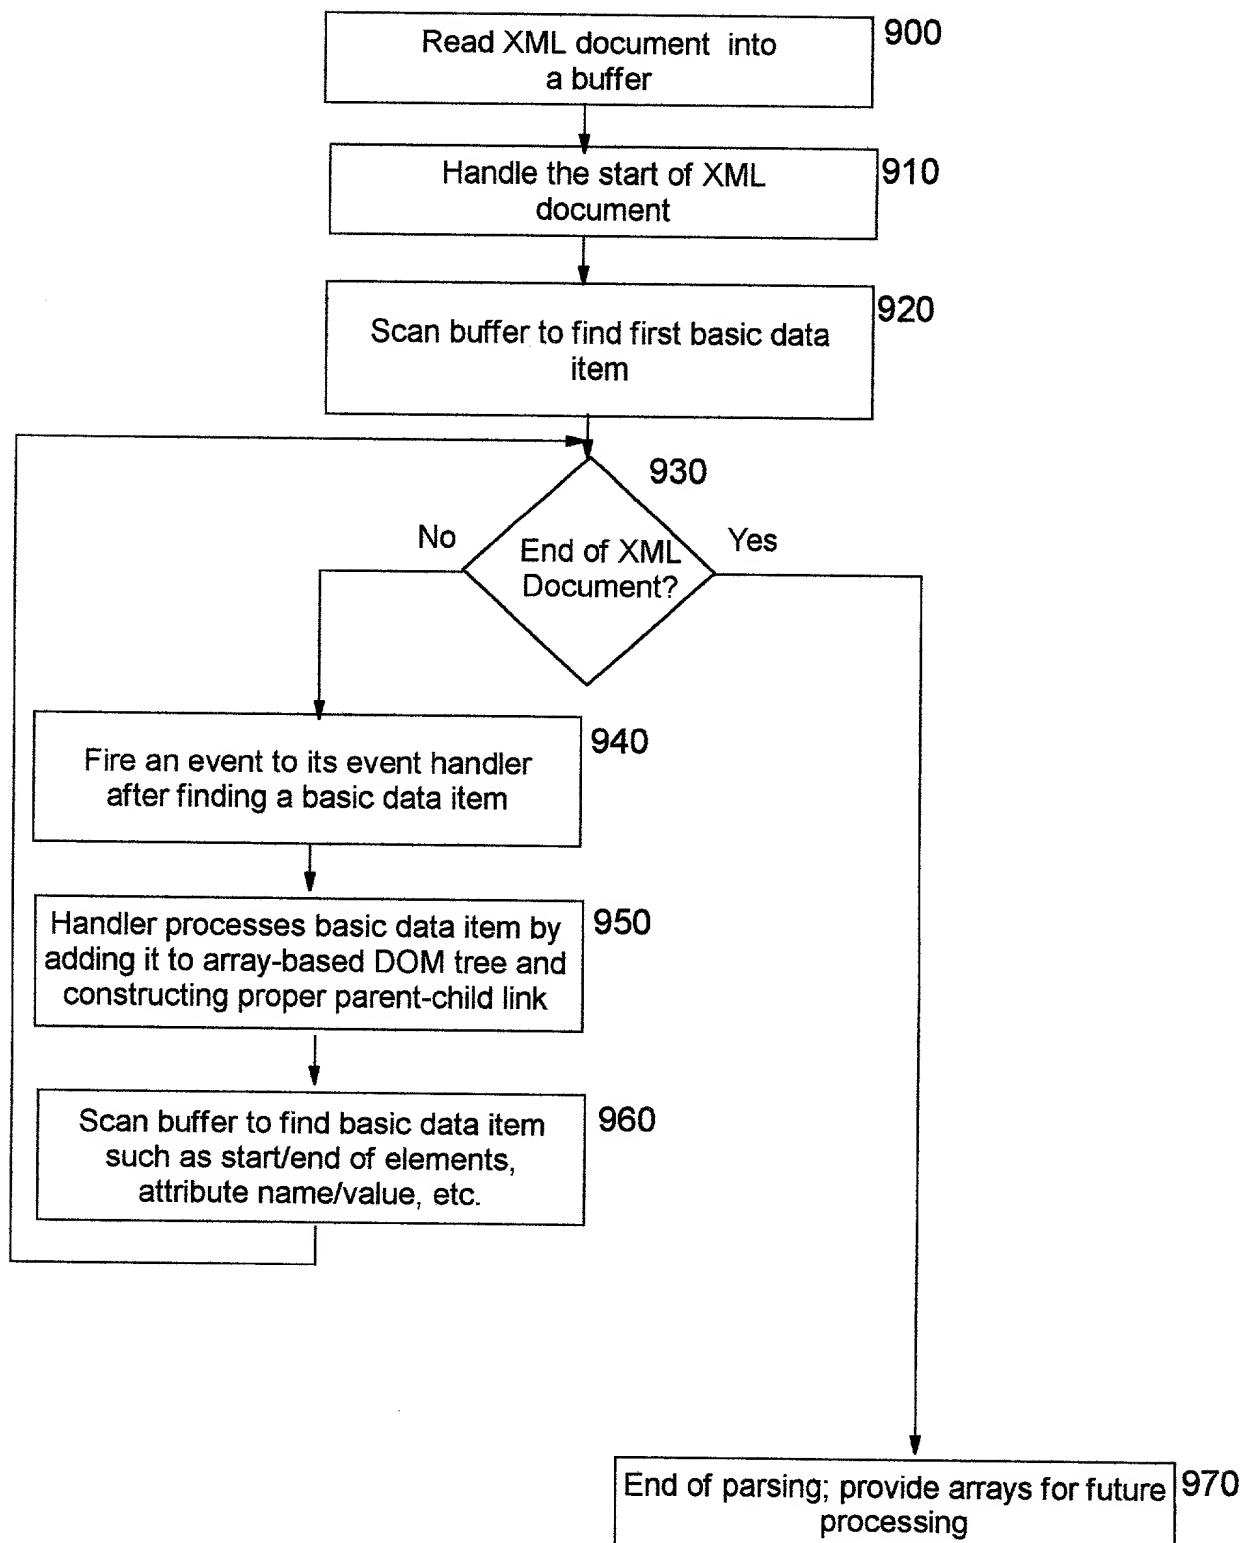 Read XML document into
a buffer
900
Handle the start of XML
document
910
Scan buffer to find first basic data
item
920
930
No
End of XML
Document?
Yes
Fire an event to its event handler
after finding a basic data item
940
Handler processes basic data item by
adding it to array-based DOM tree and
constructing proper parent-child link
950
Scan buffer to find basic data item
such as start/end of elements,
attribute name/value, etc.
960
End of parsing; provide arrays for future
processing
970